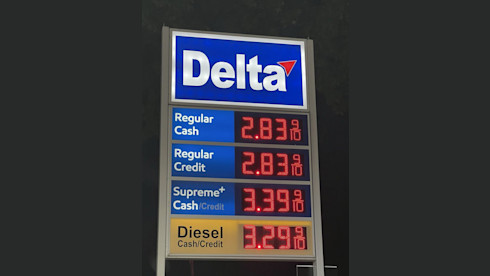 Delta
Regular
Cash
2.83 9/10
Regular
Credit
2.83 9/10
Supreme+
Cash/Credit
3.39 9/10
Diesel
Cash/Credit
3.29 9/10